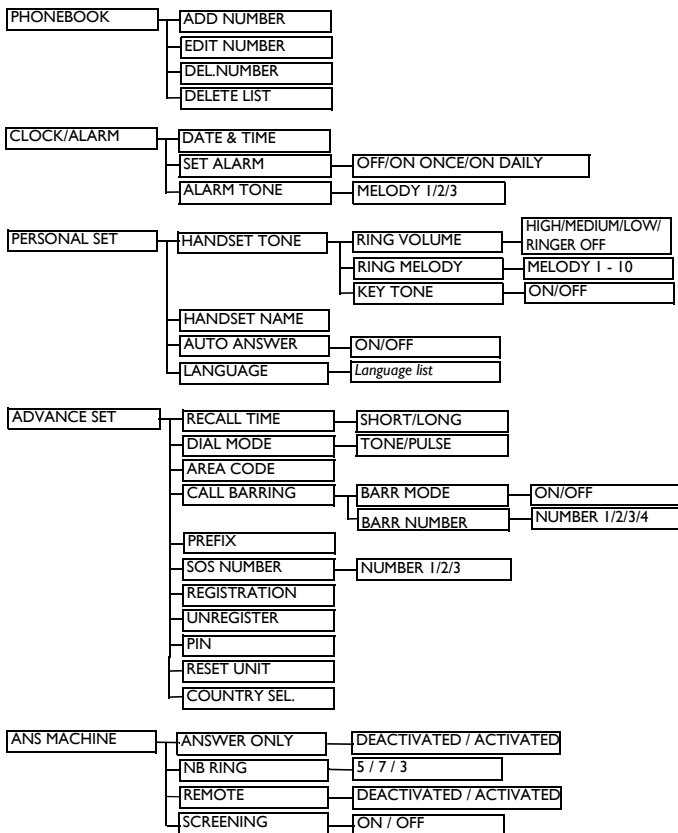 PHONEBOOK ADD NUMBER
EDIT NUMBER
DEL.NUMBER
DELETE LIST
CLOCK/ALARM DATE & TIME
SET ALARM OFF/ON ONCE/ON DAILY
ALARM TONE MELODY 1/2/3
PERSONAL SET HANDSET TONE RING VOLUME HIGH/MEDIUM/LOW/
RINGER OFF
RING MELODY MELODY 1 - 10
KEY TONE ON/OFF
HANDSET NAME
AUTO ANSWER ON/OFF
LANGUAGE Language list
ADVANCE SET RECALL TIME SHORT/LONG
DIAL MODE TONE/PULSE
AREA CODE
CALL BARRING BARR MODE ON/OFF
BARR NUMBER NUMBER 1/2/3/4
PREFIX
SOS NUMBER NUMBER 1/2/3
REGISTRATION
UNREGISTER
PIN
RESET UNIT
COUNTRY SEL.
ANS MACHINE ANSWER ONLY DEACTIVATED / ACTIVATED
NB RING 5 / 7 / 3
REMOTE DEACTIVATED / ACTIVATED
SCREENING ON / OFF